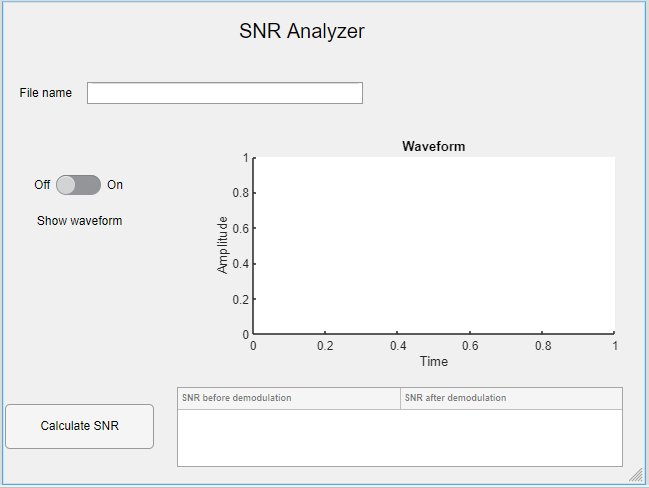 SNR Analyzer
File name
Waveform
Off On
Show waveform
Amplitude
1
0.8
0.6
0.4
0.2
0
0 0.2 0.4 0.6 0.8 1
Time
SNR before demodulation SNR after demodulation
Calculate SNR